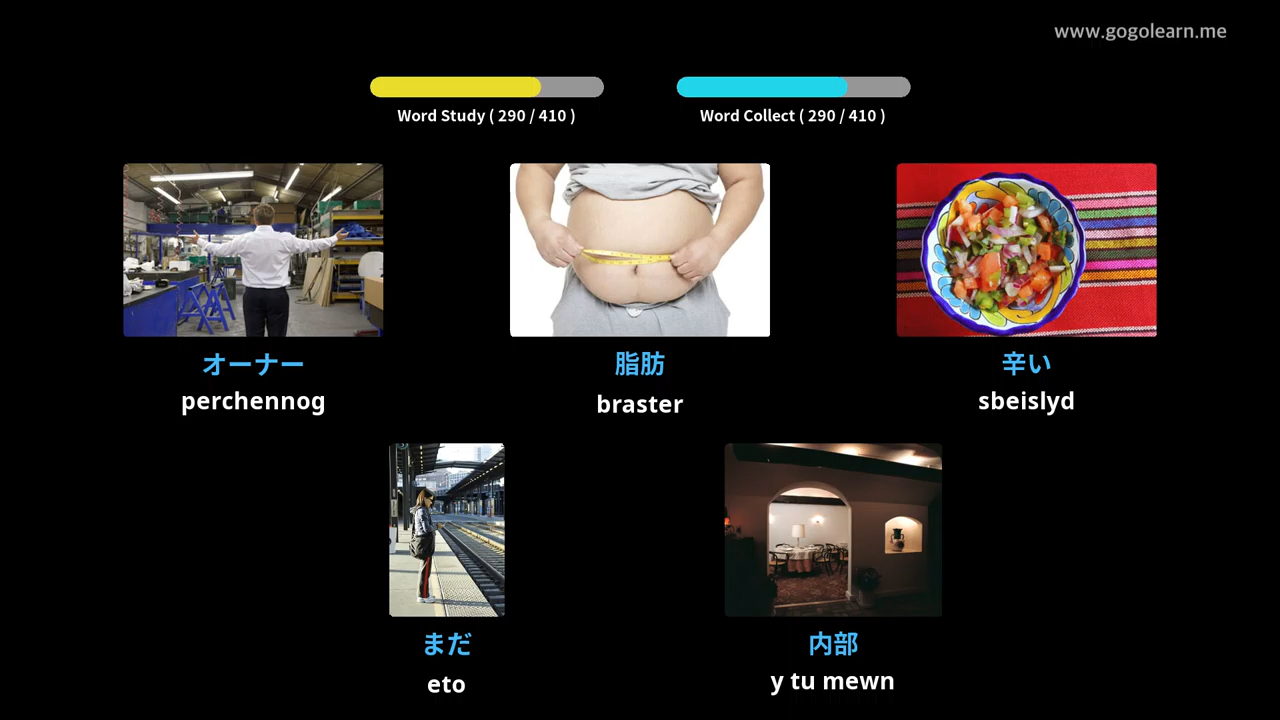 www.gogolearn.me
Word Study ( 290 / 410 )
Word Collect ( 290 / 410 )
オーナー
perchennog
脂肪
braster
辛い
sbeislyd
まだ
eto
内部
y tu mewn